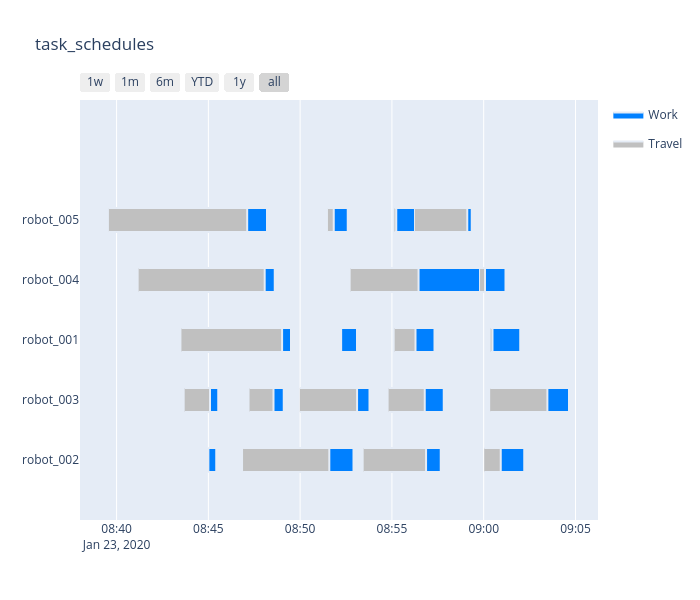 task_schedules
1w 1m 6m YTD 1y all
Work
Travel
robot_005
robot_004
robot_001
robot_003
robot_002
08:40 08:45 08:50 08:55 09:00 09:05
Jan 23, 2020